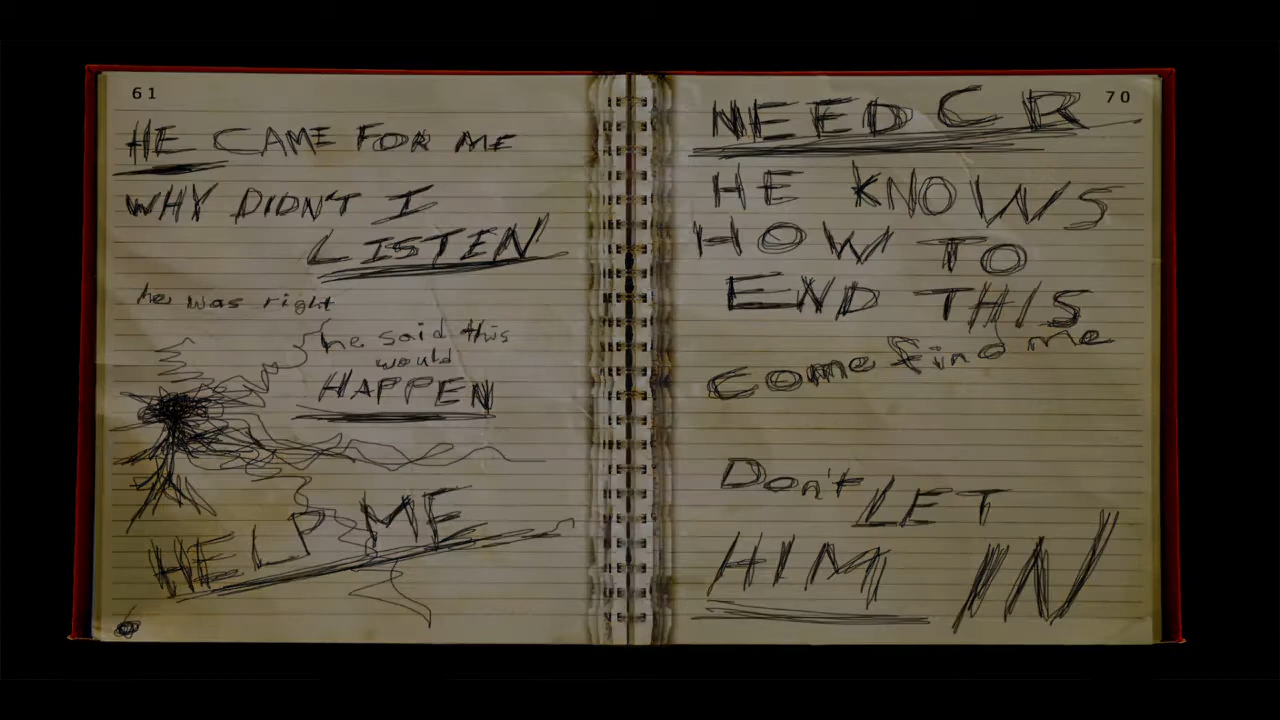 61
HE CAME FOR ME
WHY DIDN'T I
LISTEN
he was right
he said this
would
HAPPEN
HELP ME
70
NEED CR
HE KNOWS
HOW TO
END THIS
come find me
Don't LET
HIM IN